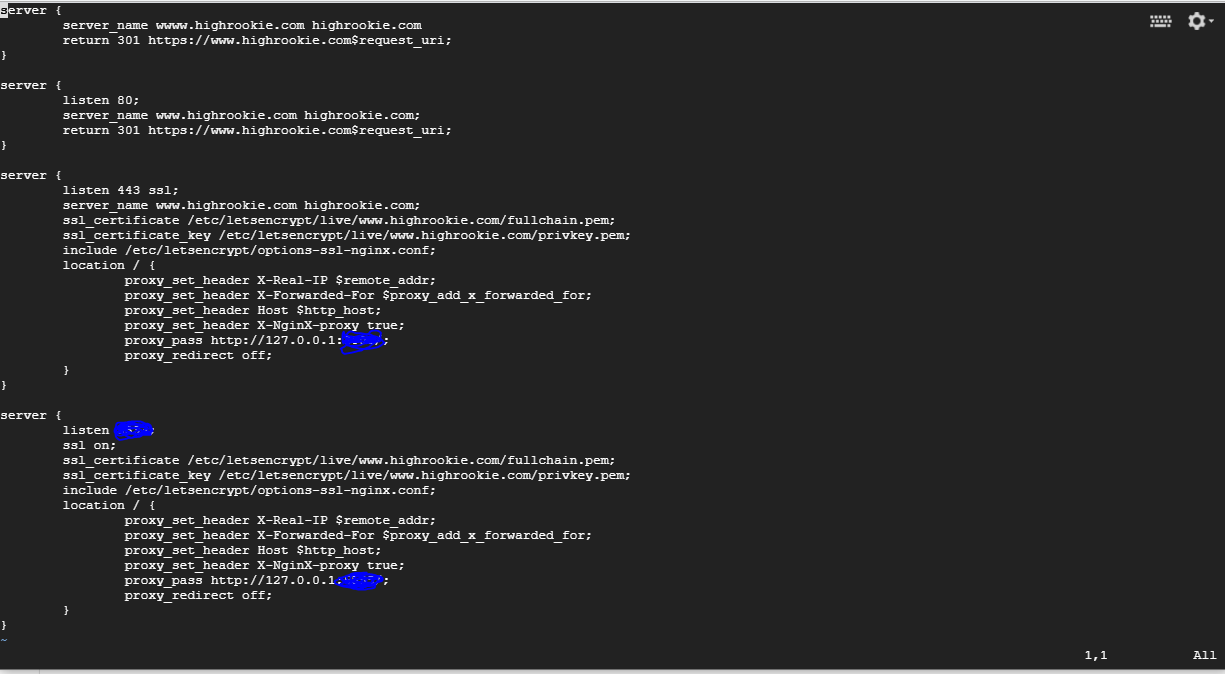 server {
server_name wwww.highrookie.com highrookie.com
return 301 https://www.highrookie.com$request_uri;
}
server {
listen 80;
server_name www.highrookie.com highrookie.com;
return 301 https://www.highrookie.com$request_uri;
}
server {
listen 443 ssl;
server_name www.highrookie.com highrookie.com;
ssl_certificate /etc/letsencrypt/live/www.highrookie.com/fullchain.pem;
ssl_certificate_key /etc/letsencrypt/live/www.highrookie.com/privkey.pem;
include /etc/letsencrypt/options-ssl-nginx.conf;
location / {
proxy_set_header X-Real-IP $remote_addr;
proxy_set_header X-Forwarded-For $proxy_add_x_forwarded_for;
proxy_set_header Host $http_host;
proxy_set_header X-NginX-proxy true;
proxy_pass http://127.0.0.1: ;
proxy_redirect off;
}
}
server {
listen ;
ssl on;
ssl_certificate /etc/letsencrypt/live/www.highrookie.com/fullchain.pem;
ssl_certificate_key /etc/letsencrypt/live/www.highrookie.com/privkey.pem;
include /etc/letsencrypt/options-ssl-nginx.conf;
location / {
proxy_set_header X-Real-IP $remote_addr;
proxy_set_header X-Forwarded-For $proxy_add_x_forwarded_for;
proxy_set_header Host $http_host;
proxy_set_header X-NginX-proxy true;
proxy_pass http://127.0.0.1: ;
proxy_redirect off;
}
}
~
1,1 All